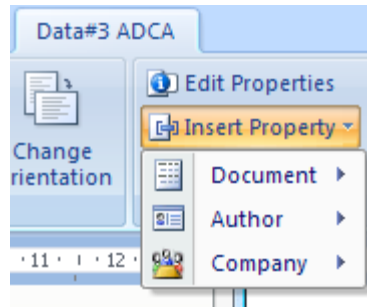 Data#3 ADCA
Edit Properties
Insert Property
Change
rientation
Document
Author
11 · 12
Company